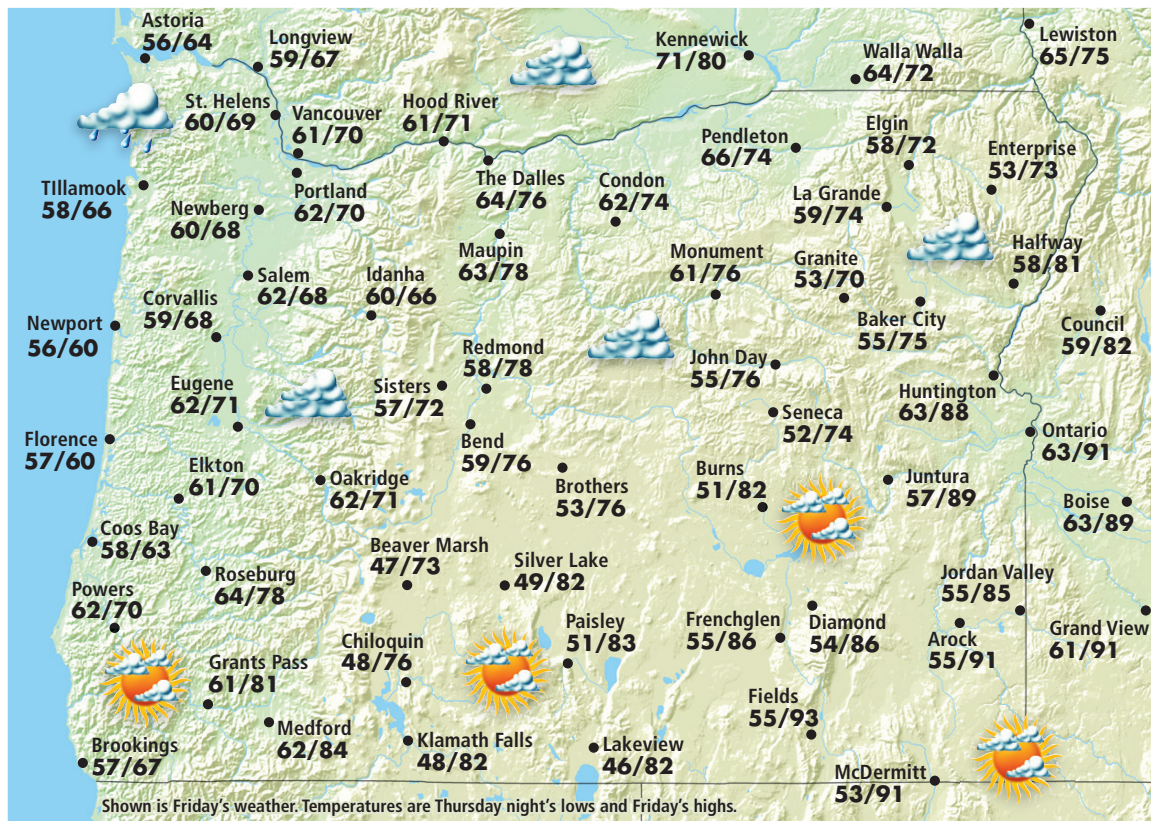 Astoria
56/64
Longview
59/67
Kennewick
71/80
Walla Walla
64/72
Lewiston
65/75
St. Helens
60/69
Vancouver
61/70
Hood River
61/71
Pendleton
66/74
Elgin
58/72
Enterprise
53/73
TIllamook
58/66
Portland
62/70
The Dalles
64/76
Condon
62/74
La Grande
59/74
Newberg
60/68
Maupin
63/78
Monument
61/76
Granite
53/70
Halfway
58/81
Salem
62/68
Idanha
60/66
Corvallis
59/68
Newport
56/60
Baker City
55/75
Council
59/82
Redmond
58/78
John Day
55/76
Eugene
62/71
Sisters
57/72
Huntington
63/88
Seneca
52/74
Florence
57/60
Bend
59/76
Ontario
63/91
Elkton
61/70
Oakridge
62/71
Brothers
53/76
Burns
51/82
Juntura
57/89
Boise
63/89
Coos Bay
58/63
Beaver Marsh
47/73
Silver Lake
49/82
Roseburg
64/78
Jordan Valley
55/85
Powers
62/70
Paisley
51/83
Frenchglen
55/86
Diamond
54/86
Arock
55/91
Grand View
61/91
Chiloquin
48/76
Grants Pass
61/81
Fields
55/93
Medford
62/84
Klamath Falls
48/82
Lakeview
46/82
Brookings
57/67
McDermitt
53/91
Shown is Friday's weather. Temperatures are Thursday night's lows and Friday's highs.